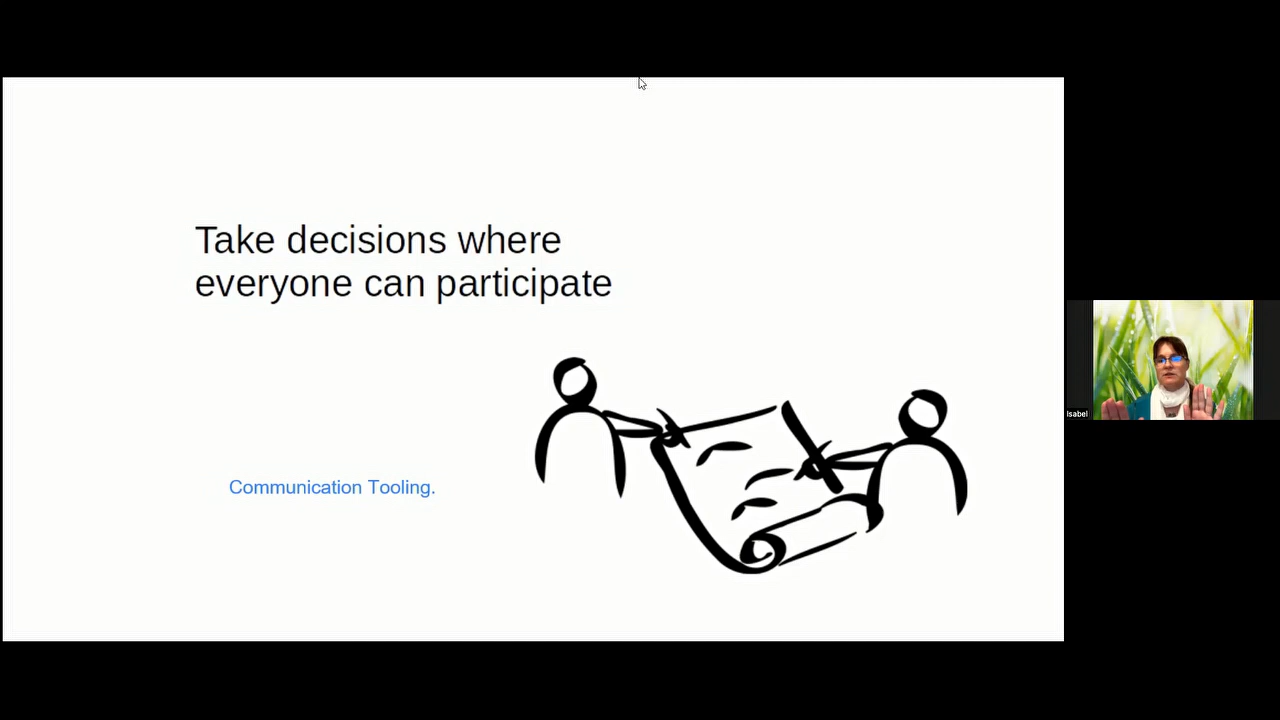 Take decisions where
everyone can participate
Communication Tooling.
Isabel